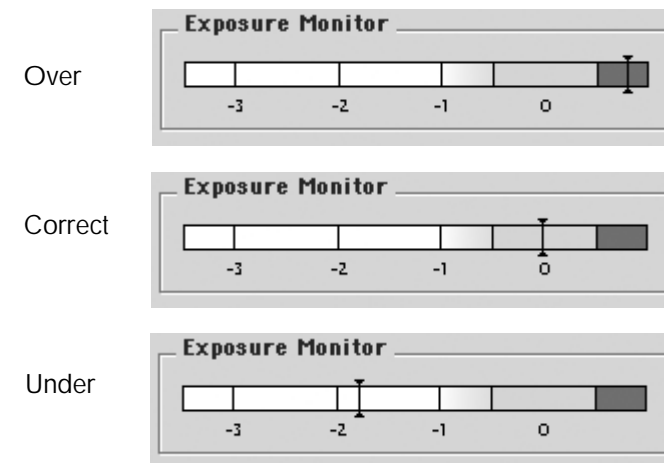 Exposure Monitor
Over
-3 -2 -1 0
Exposure Monitor
Correct
-3 -2 -1 0
Exposure Monitor
Under
-3 -2 -1 0